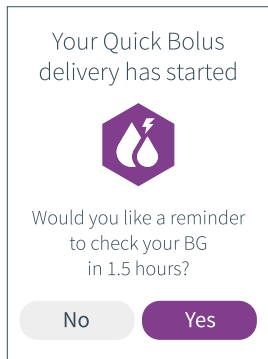 Your Quick Bolus
delivery has started
Would you like a reminder
to check your BG
in 1.5 hours?
No
Yes